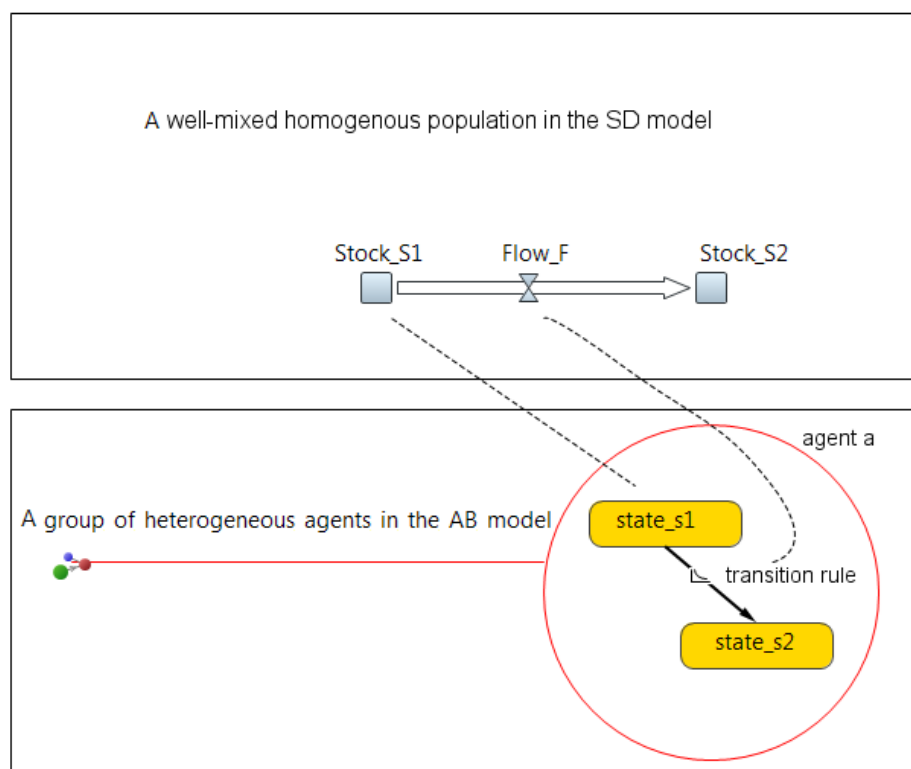 A well-mixed homogenous population in the SD model
Stock_S1 Flow_F Stock_S2
agent a
A group of heterogeneous agents in the AB model
state_s1
transition rule
state_s2